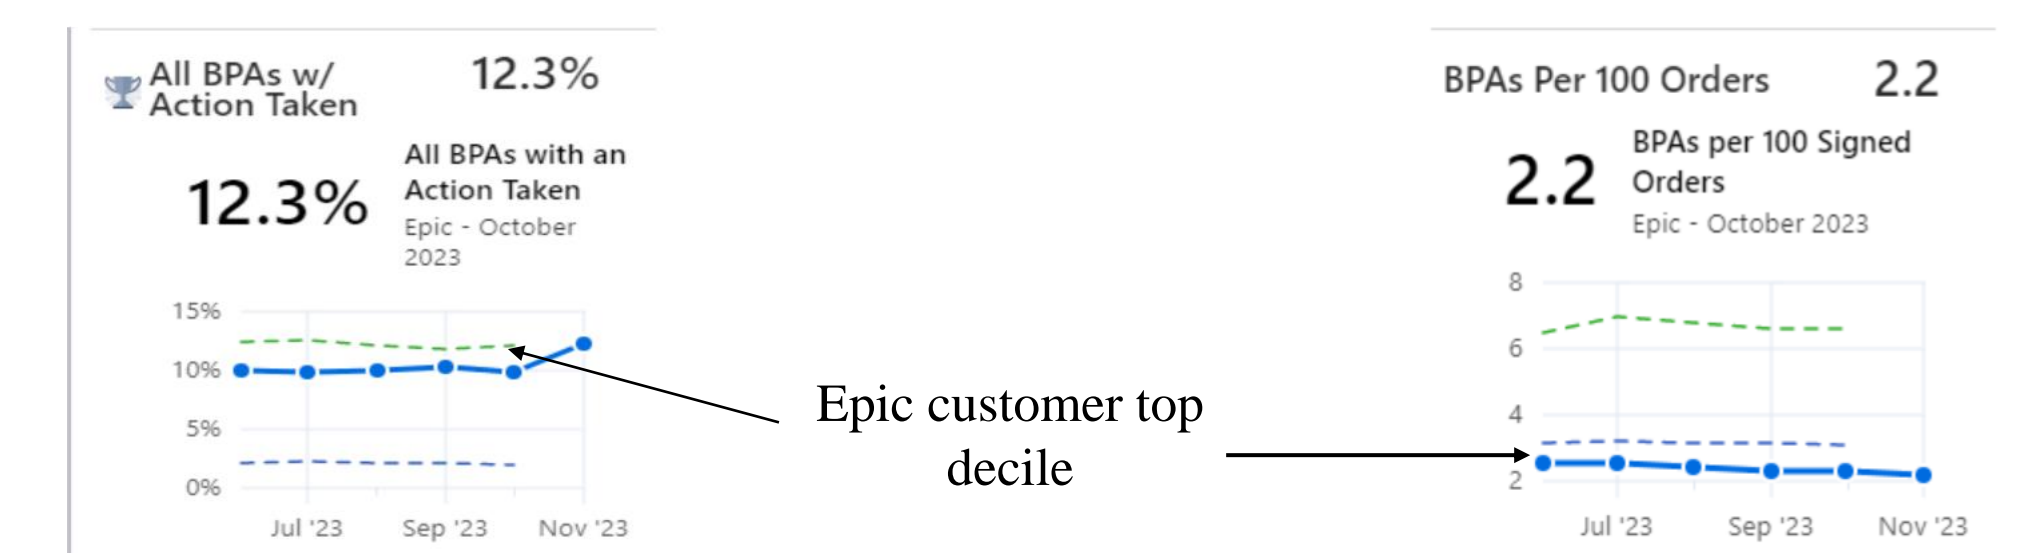 All BPAs w/
Action Taken
12.3%
12.3%
All BPAs with an
Action Taken
Epic - October
2023
15%
10%
5%
0%
Jul '23
Sep '23
Nov '23
Epic customer top
decile
BPAs Per 100 Orders
2.2
2.2
BPAs per 100 Signed
Orders
Epic - October 2023
8
6
4
2
Jul '23
Sep '23
Nov '23